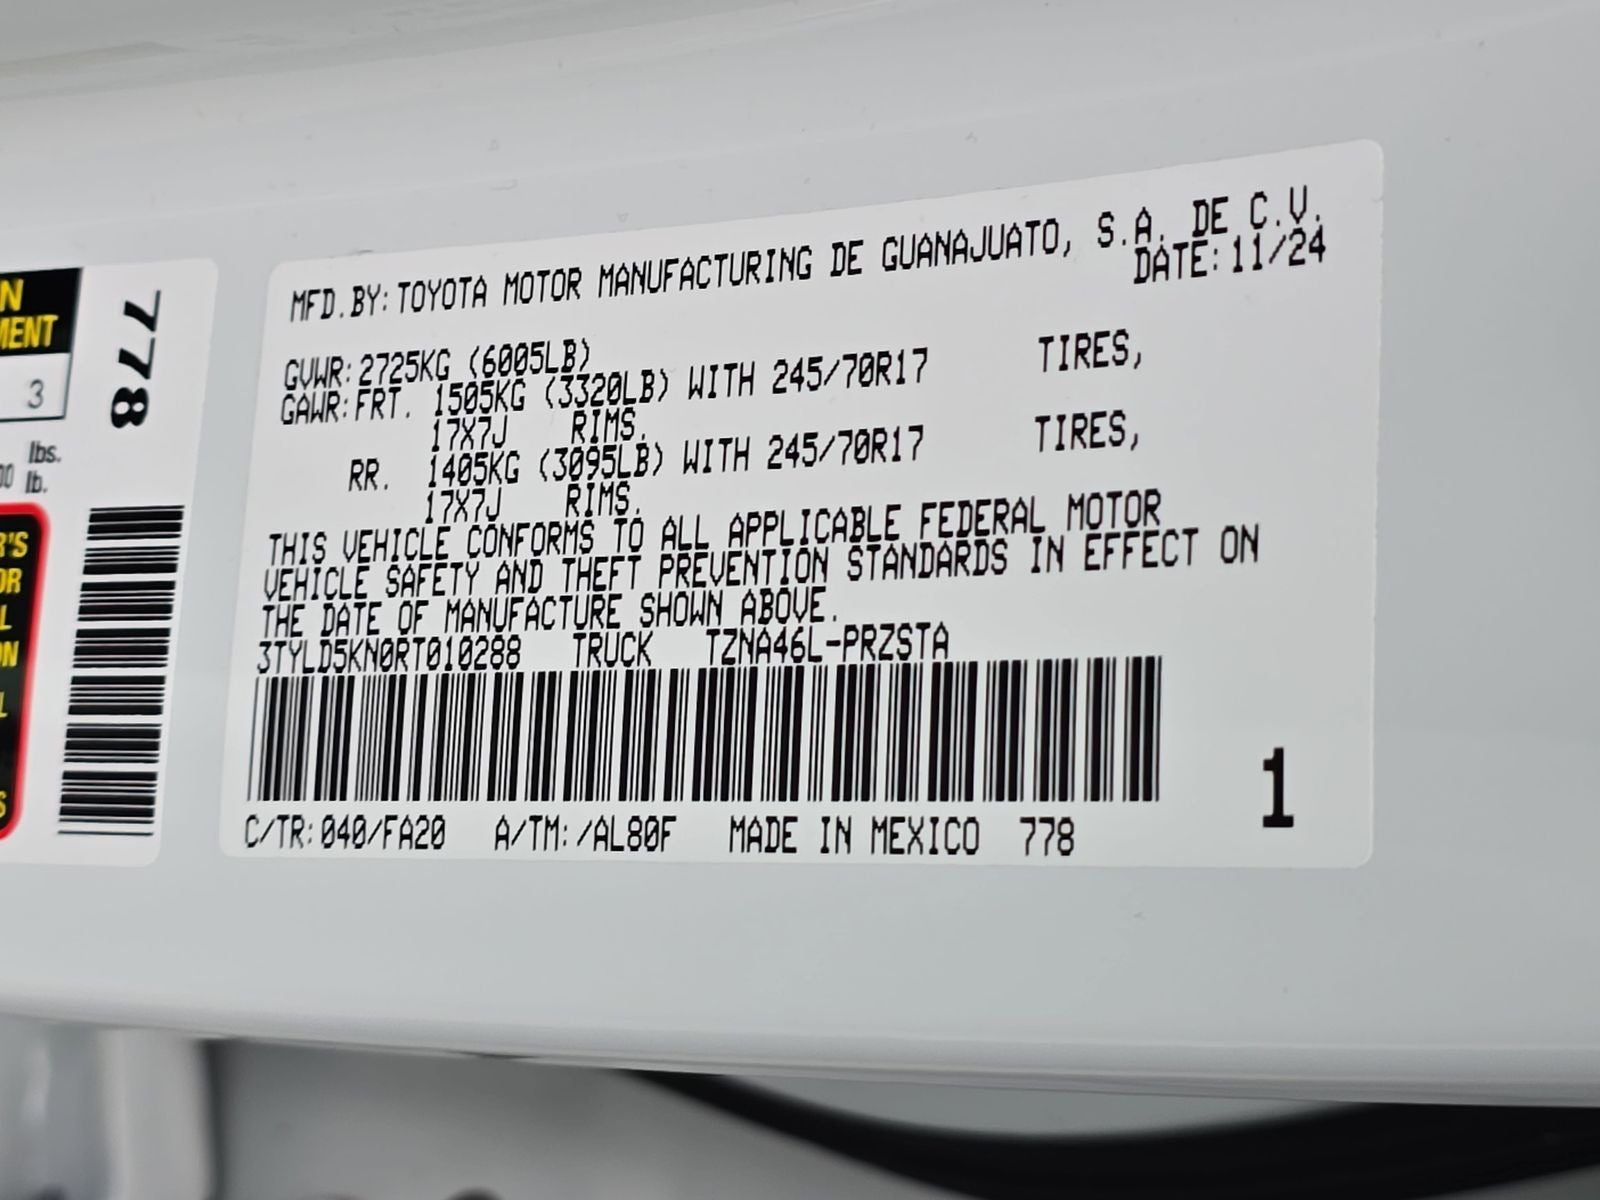 MFD.BY:TOYOTA MOTOR MANUFACTURING DE GUANAJUATO, S.A. DE C.V.
DATE:11/24
GVWR:2725KG (6005LB)
GAWR:FRT. 1505KG (3320LB) WITH 245/70R17 TIRES,
17X7J RIMS.
RR. 1405KG (3095LB) WITH 245/70R17 TIRES,
17X7J RIMS.
THIS VEHICLE CONFORMS TO ALL APPLICABLE FEDERAL MOTOR
VEHICLE SAFETY AND THEFT PREVENTION STANDARDS IN EFFECT ON
THE DATE OF MANUFACTURE SHOWN ABOVE.
3TYLD5KN0RT010288 TRUCK TZNA46L-PRZSTA
1
C/TR:040/FA20 A/TM:/AL80F MADE IN MEXICO 778
778
3
lbs.
lb.